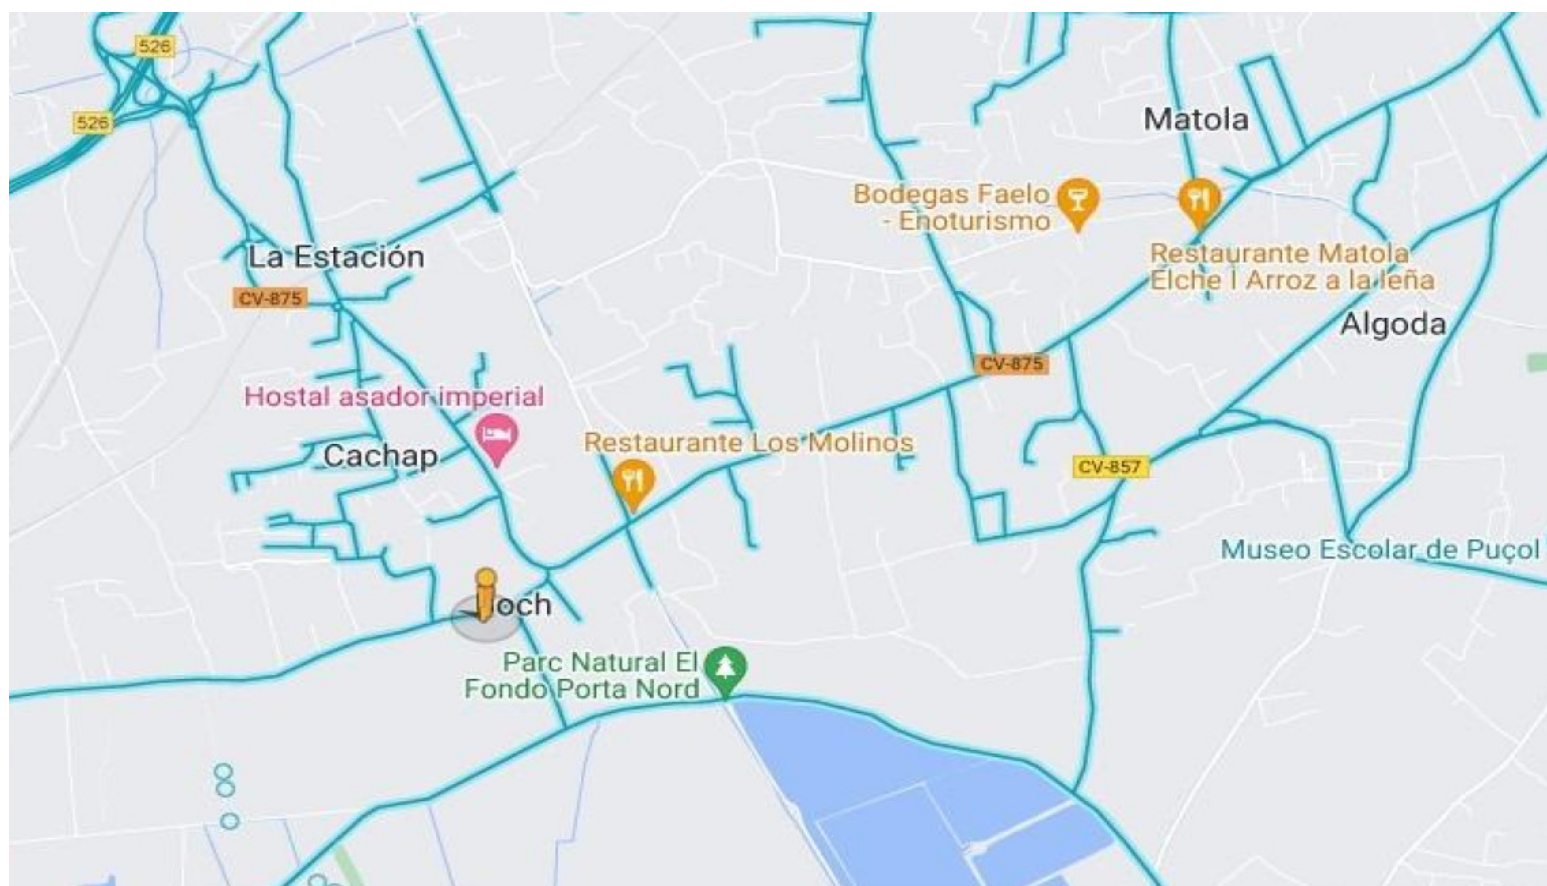 526
526
Matola
Bodegas Faelo
- Enoturismo
Restaurante Matola
Elche | Arroz a la leña
La Estación
CV-875
Algoda
CV-875
Hostal asador imperial
Restaurante Los Molinos
Cachap
CV-857
Museo Escolar de Puçol
och
Parc Natural El
Fondo Porta Nord